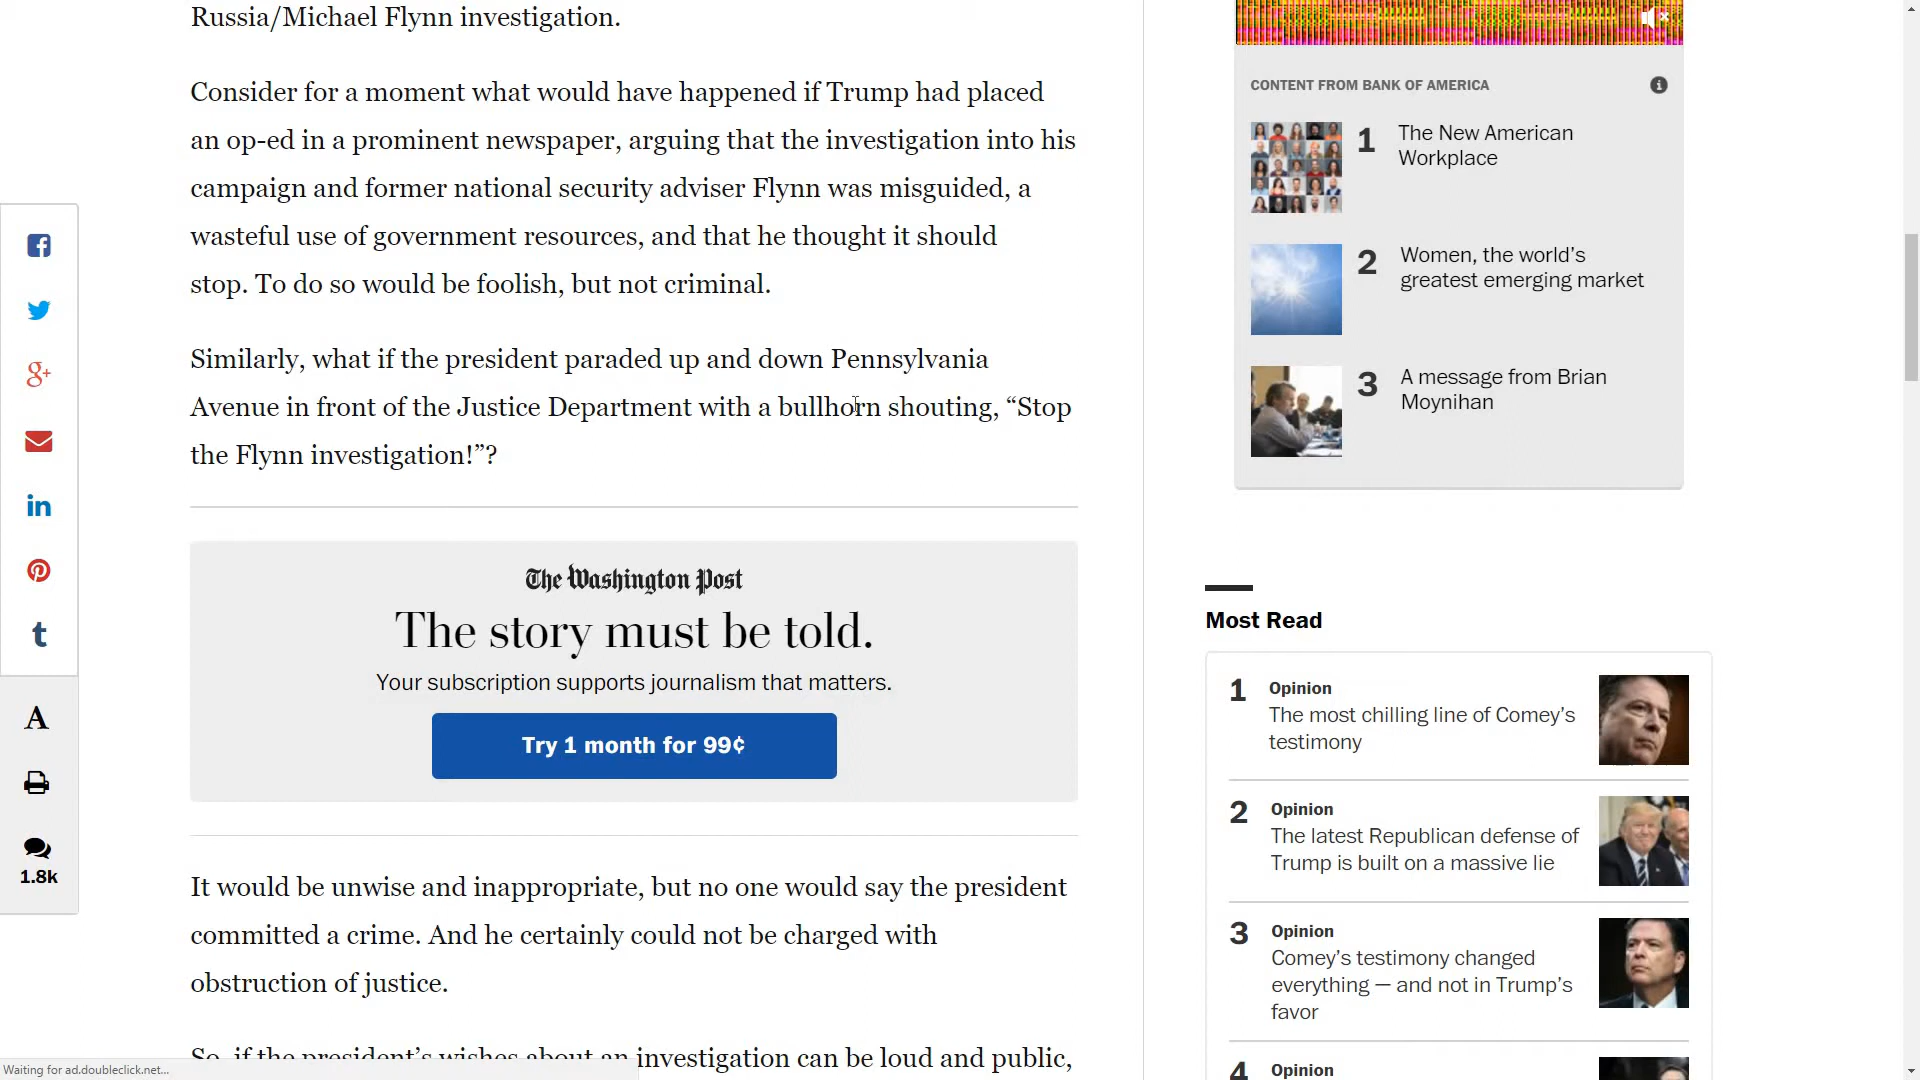 Russia/Michael Flynn investigation.
Consider for a moment what would have happened if Trump had placed
an op-ed in a prominent newspaper, arguing that the investigation into his
campaign and former national security adviser Flynn was misguided, a
wasteful use of government resources, and that he thought it should
stop. To do so would be foolish, but not criminal.
Similarly, what if the president paraded up and down Pennsylvania
Avenue in front of the Justice Department with a bullhorn shouting, “Stop
the Flynn investigation!”?
The Washington Post
The story must be told.
Your subscription supports journalism that matters.
Try 1 month for 99¢
It would be unwise and inappropriate, but no one would say the president
committed a crime. And he certainly could not be charged with
obstruction of justice.
So, if the president’s wishes about an investigation can be loud and public,
A
1.8k
Waiting for ad.doubleclick.net...
CONTENT FROM BANK OF AMERICA
1
The New American
Workplace
2
Women, the world’s
greatest emerging market
3
A message from Brian
Moynihan
Most Read
1
Opinion
The most chilling line of Comey’s
testimony
2
Opinion
The latest Republican defense of
Trump is built on a massive lie
3
Opinion
Comey’s testimony changed
everything — and not in Trump’s
favor
4
Opinion